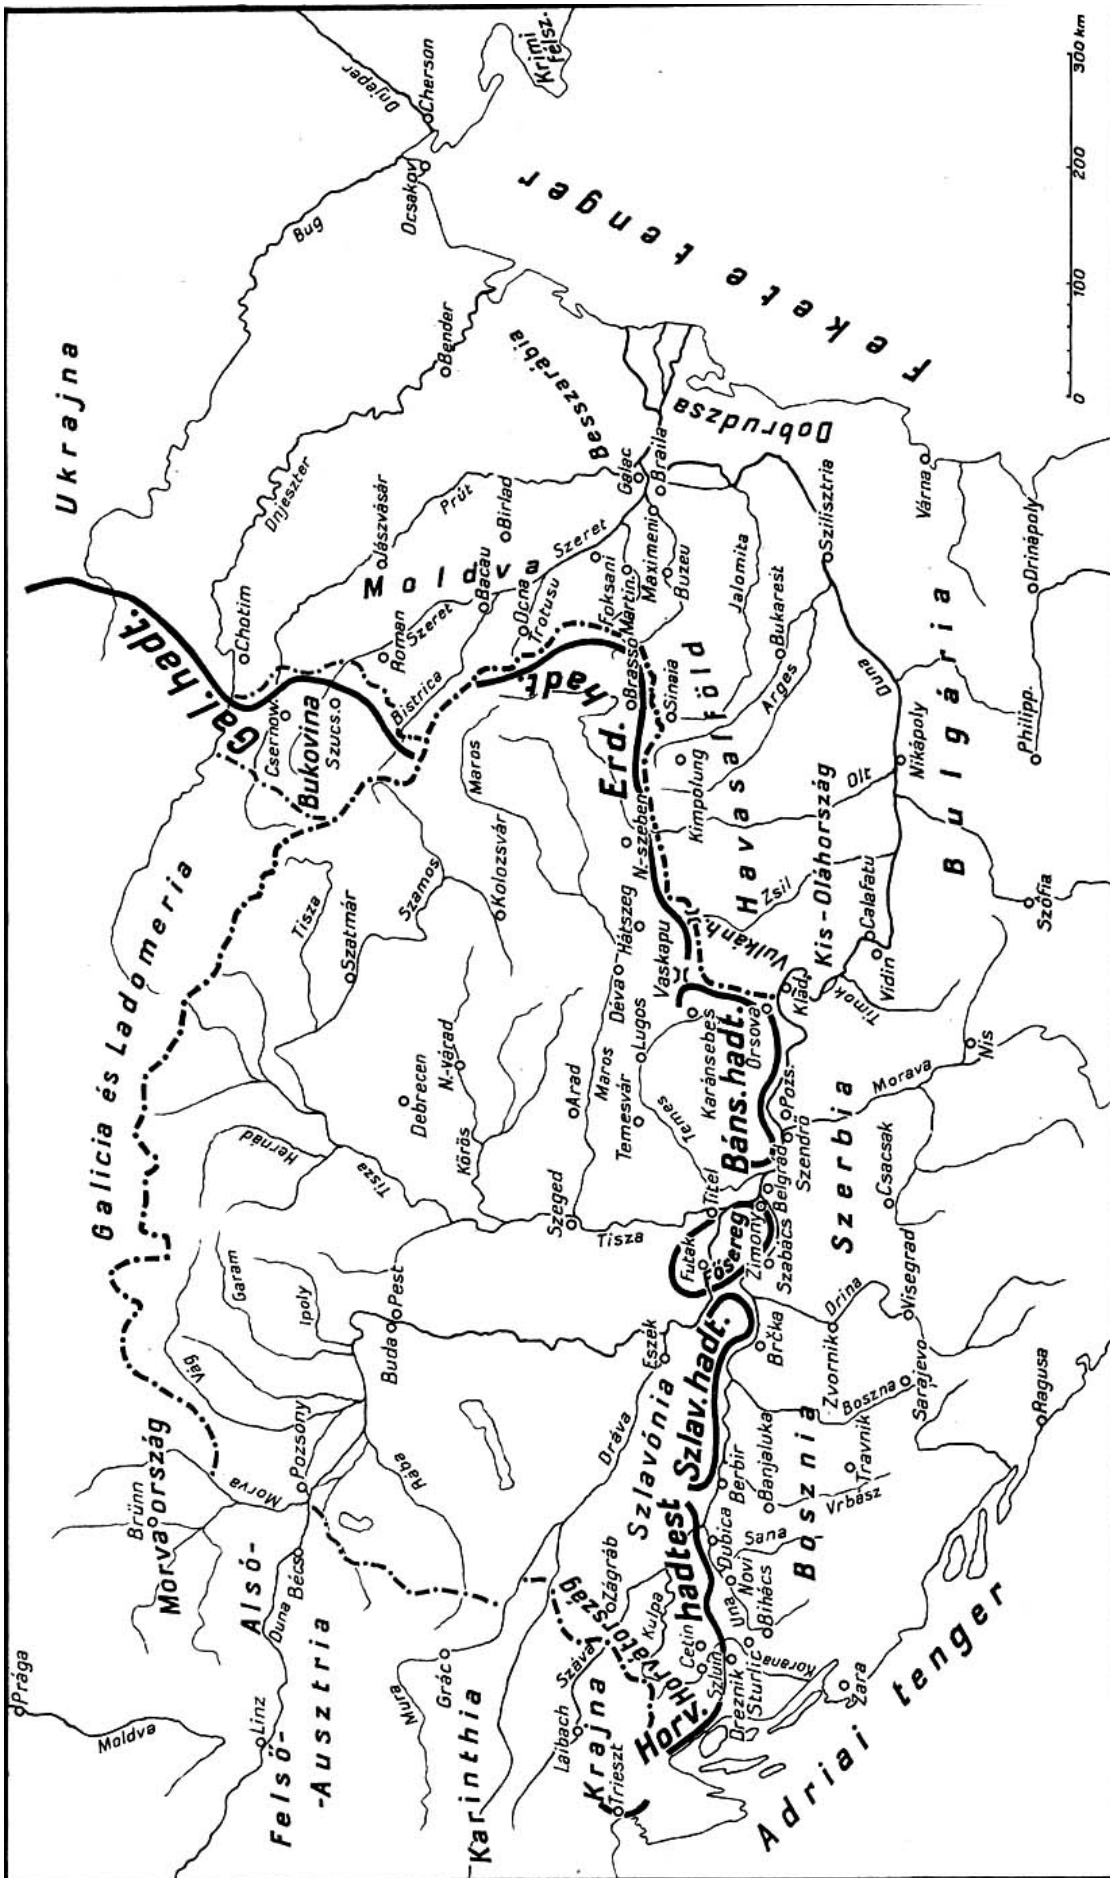 Prága
Moldva
Linz
Felső-
-Ausztria
Alsó-
Duna
Bécs
Brünn
Morvaország
Morva
Pozsony
Vág
Garam
Ipoly
Galicia és Ladomeria
Hernád
Tisza
Tisza
Szatmár
Szamos
Gal. hadt.
Csernow.
Bukovina
Szucs.
Chotim
Ukrajna
Dnjeszter
Bug
Dnjeper
Cherson
Ocsakov
Krimi
félsz.
Bender
Jászvásár
Prút
Moldva
Birlad
Roman
Szeret
Bacau
Szeret
Bistrica
Ocna
Trotusu
Foksani
Martin.
Maximeni
Buzeu
Galac
Braila
Besszarábia
Dobrudzsa
Fekete tenger
Mura
Grác
Karinthia
Rába
Buda
Pest
Debrecen
N.-várad
Körös
Kolozsvár
Maros
Erd.
hadt.
Brassó
Sinaia
N.-szeben
Kimpolung
Havasalföld
Jalomita
Bukarest
Arges
Szilisztria
Várna
Laibach
Krajna
Trieszt
Száva
Horvátország
Zágráb
Kulpa
Cetin
Horv.
hadtest
Szluin
Dreznik
Sturlic
Korana
Dráva
Szlavónia
Eszék
Szlav. hadt.
Szeged
Tisza
Arad
Maros
Temesvár
Temes
Lugos
Déva
Hátszeg
Vaskapu
Vulkán h.
Karánsebes
Báns. hadt.
Orsova
Klad.
Titel
Futak
Fősereg
Zimony
Szabács
Belgrád
Szendrő
Pozs.
Zsil
Olt
Kis-Oláhország
Calafatu
Vidin
Timok
Duna
Nikápoly
Bulgária
Drinápoly
Philipp.
Szófia
Nis
Morava
Szerbia
Csacsak
Visegrad
Drina
Zvornik
Brčka
Boszna
Sarajevo
Ragusa
Una
Dubica
Novi
Bihács
Sana
Berbir
Banjaluka
Vrbász
Travnik
Bosznia
Zára
Adriai tenger
0 100 200 300 km